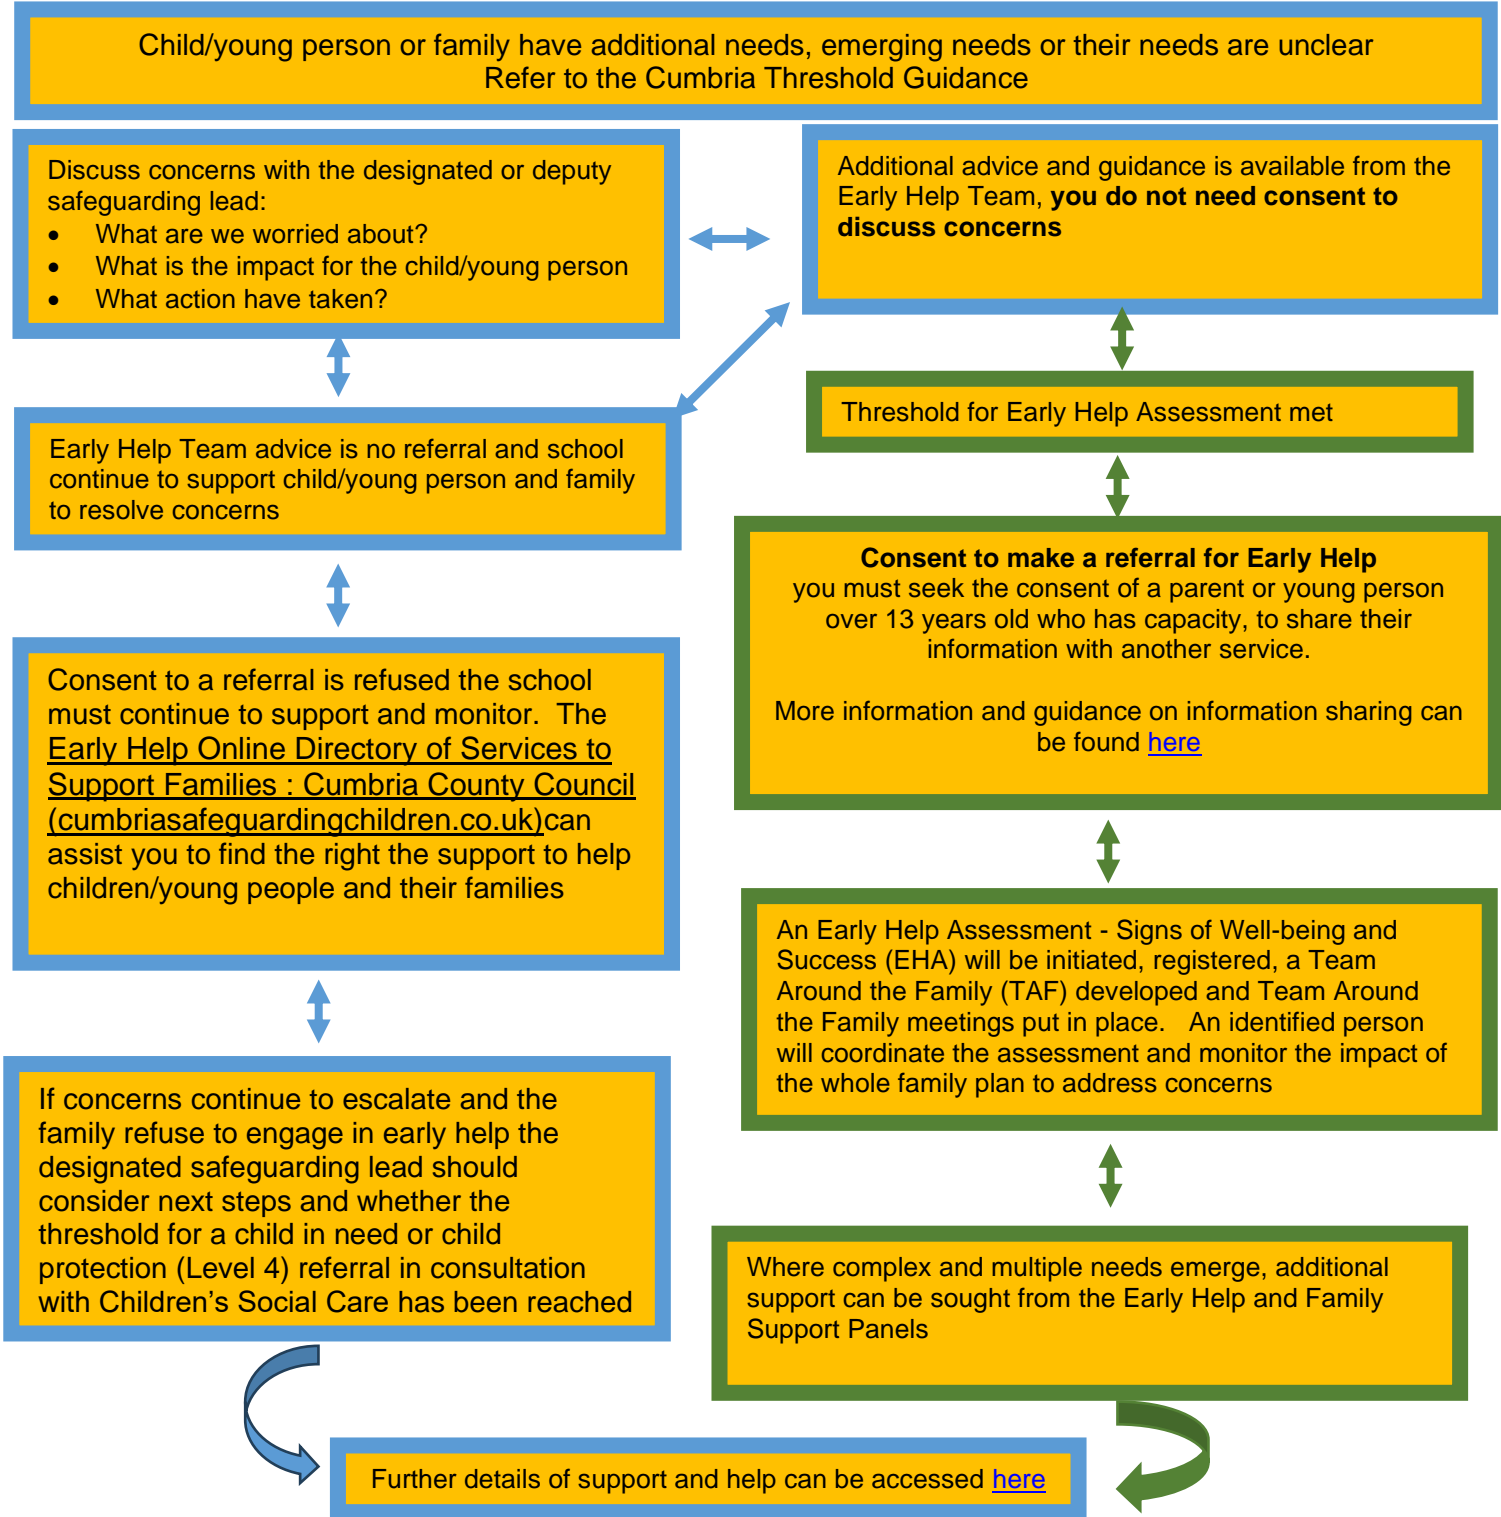 Child/young person or family have additional needs, emerging needs or their needs are unclear
Refer to the Cumbria Threshold Guidance
Discuss concerns with the designated or deputy
safeguarding lead:
• What are we worried about?
• What is the impact for the child/young person
• What action have taken?
Additional advice and guidance is available from the
Early Help Team, you do not need consent to
discuss concerns
Early Help Team advice is no referral and school
continue to support child/young person and family
to resolve concerns
Threshold for Early Help Assessment met
Consent to make a referral for Early Help
you must seek the consent of a parent or young person
over 13 years old who has capacity, to share their
information with another service.
More information and guidance on information sharing can
be found here
Consent to a referral is refused the school
must continue to support and monitor. The
Early Help Online Directory of Services to
Support Families : Cumbria County Council
(cumbriasafeguardingchildren.co.uk)can
assist you to find the right the support to help
children/young people and their families
An Early Help Assessment - Signs of Well-being and
Success (EHA) will be initiated, registered, a Team
Around the Family (TAF) developed and Team Around
the Family meetings put in place. An identified person
will coordinate the assessment and monitor the impact of
the whole family plan to address concerns
If concerns continue to escalate and the
family refuse to engage in early help the
designated safeguarding lead should
consider next steps and whether the
threshold for a child in need or child
protection (Level 4) referral in consultation
with Children’s Social Care has been reached
Where complex and multiple needs emerge, additional
support can be sought from the Early Help and Family
Support Panels
Further details of support and help can be accessed here